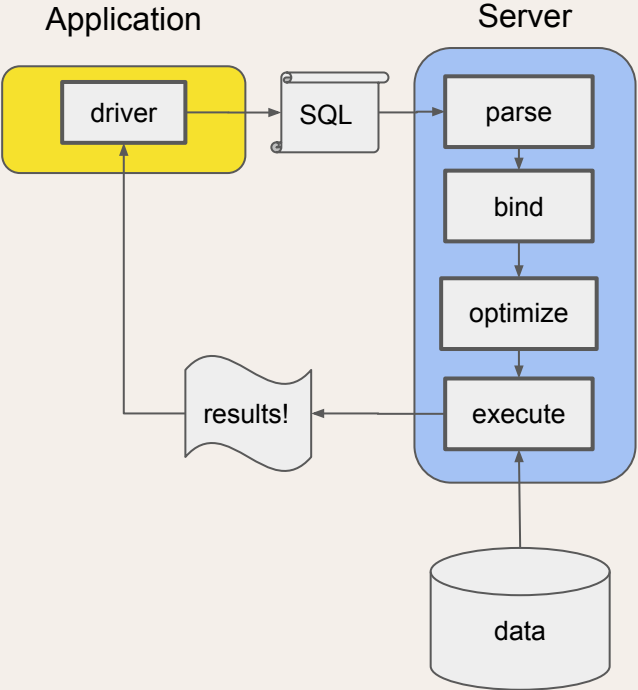 Application
Server
driver
SQL
parse
bind
optimize
execute
results!
data